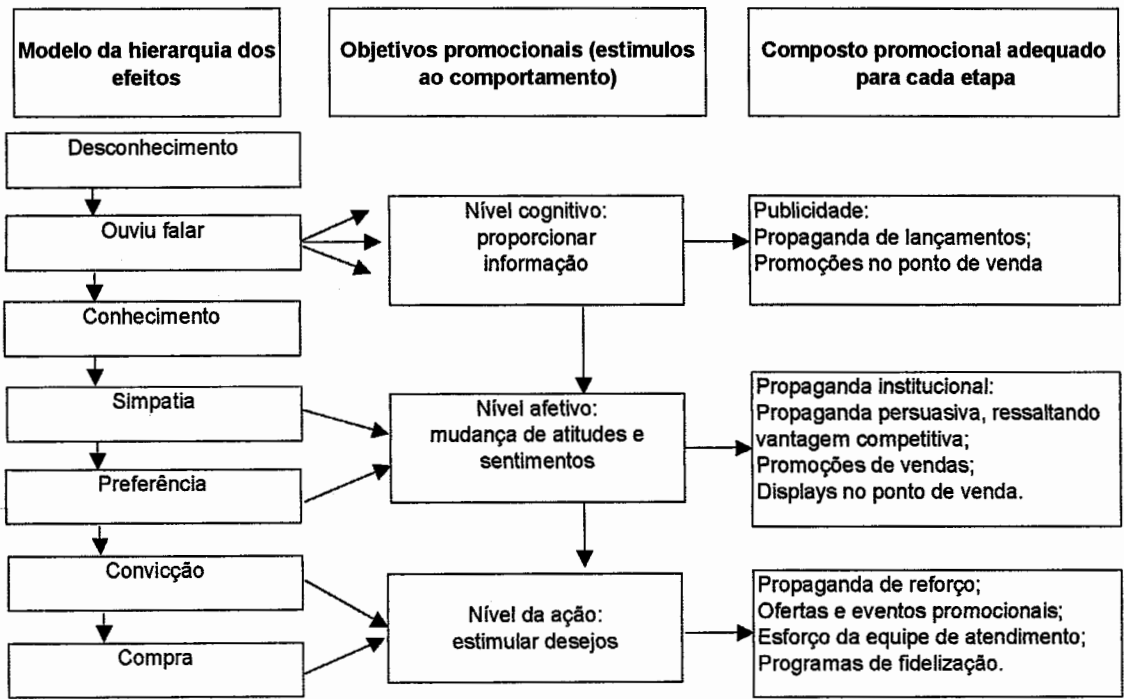 Modelo da hierarquia dos
efeitos
Objetivos promocionais (estimulos
ao comportamento)
Composto promocional adequado
para cada etapa
Desconhecimento
Ouviu falar
Conhecimento
Simpatia
Preferência
Convicção
Compra
Nível cognitivo:
proporcionar
informação
Nível afetivo:
mudança de atitudes e
sentimentos
Nível da ação:
estimular desejos
Publicidade:
Propaganda de lançamentos;
Promoções no ponto de venda
Propaganda institucional:
Propaganda persuasiva, ressaltando
vantagem competitiva;
Promoções de vendas;
Displays no ponto de venda.
Propaganda de reforço;
Ofertas e eventos promocionais;
Esforço da equipe de atendimento;
Programas de fidelização.